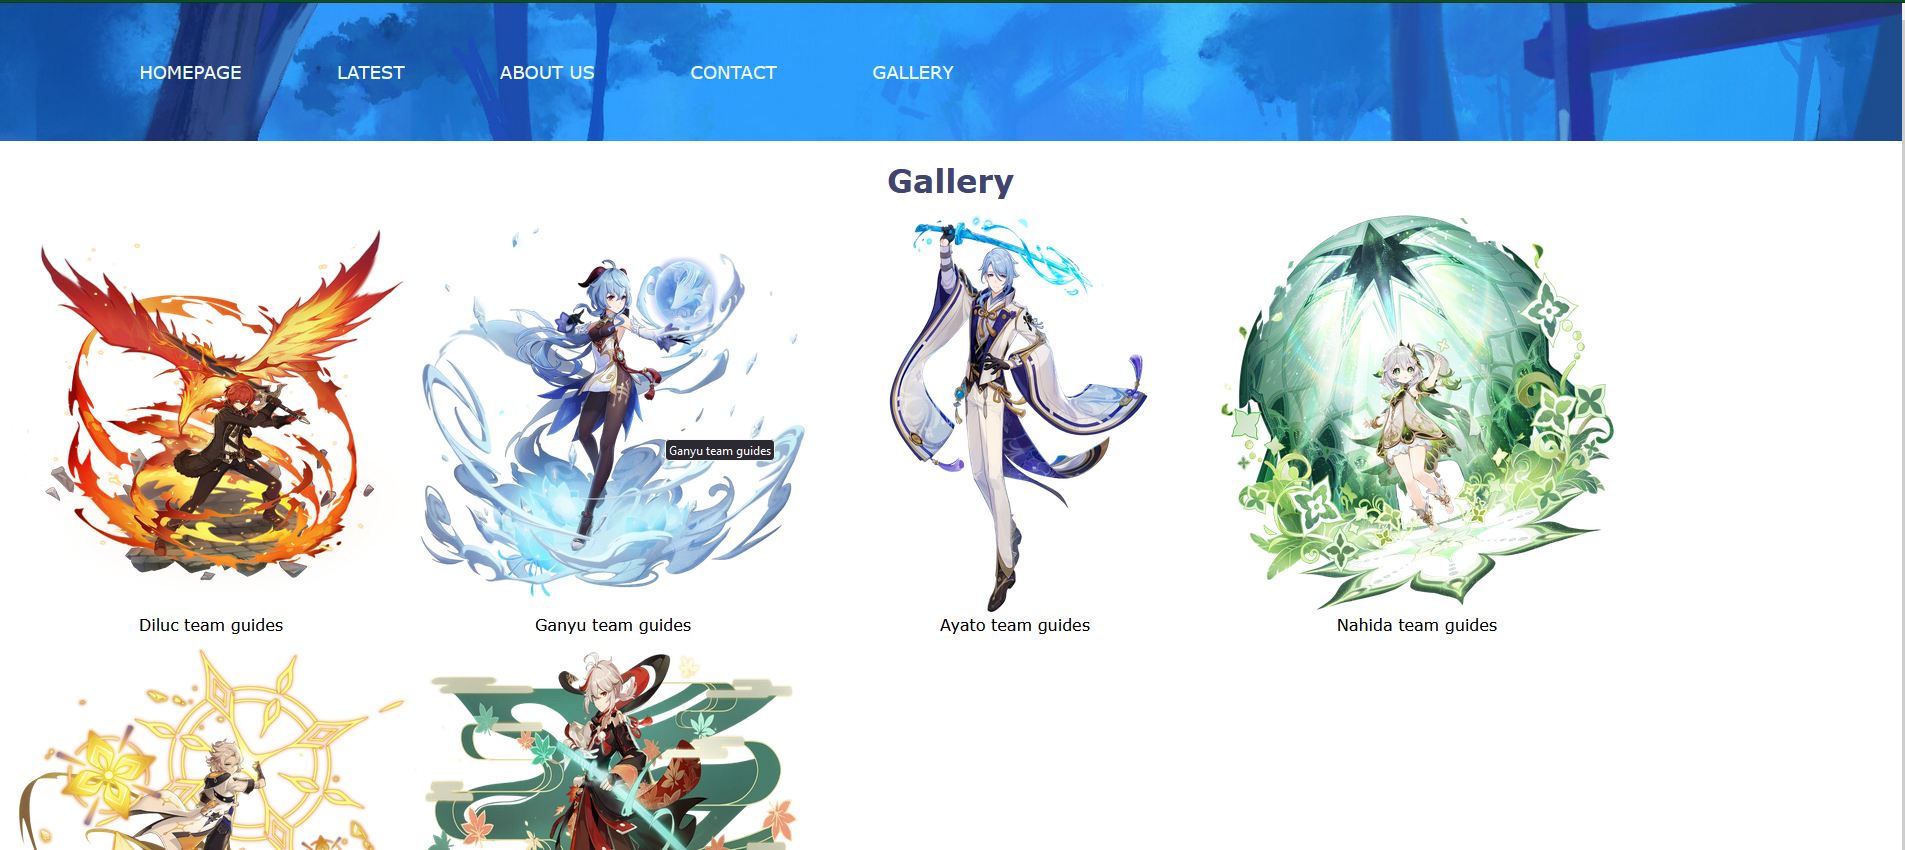 HOMEPAGE LATEST ABOUT US CONTACT GALLERY
Gallery
Ganyu team guides
Diluc team guides Ganyu team guides Ayato team guides Nahida team guides